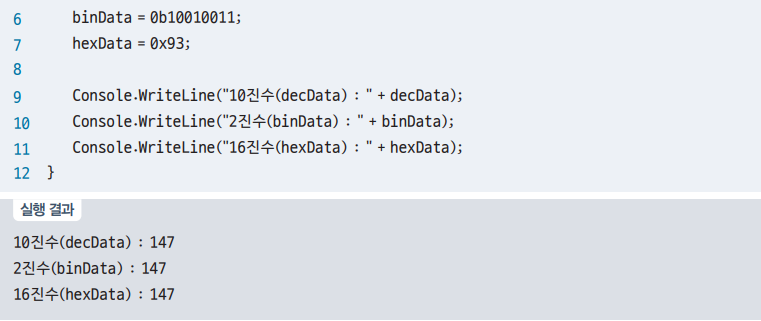 6 binData = 0b10010011;
7 hexData = 0x93;
8
9 Console.WriteLine("10진수(decData) : " + decData);
10 Console.WriteLine("2진수(binData) : " + binData);
11 Console.WriteLine("16진수(hexData) : " + hexData);
12 }
실행 결과
10진수(decData) : 147
2진수(binData) : 147
16진수(hexData) : 147